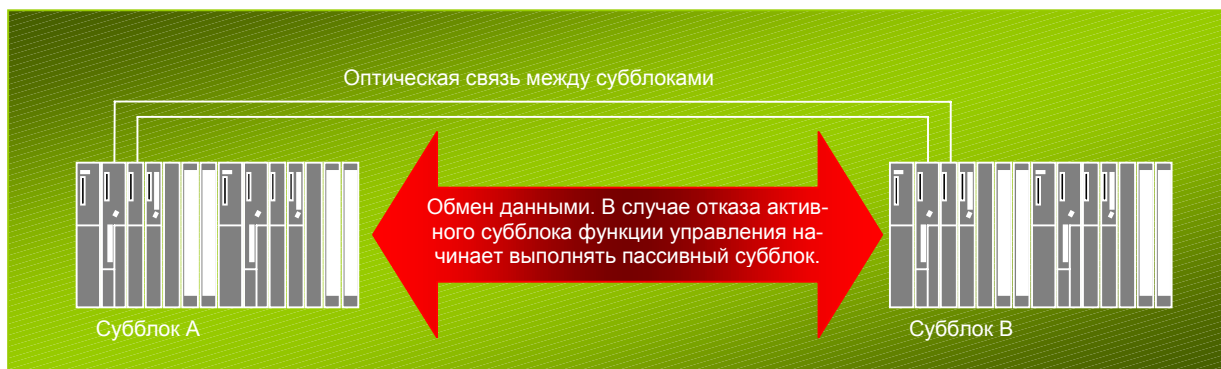 Оптическая связь между субблоками
Обмен данными. В случае отказа актив-
ного субблока функции управления на-
чинает выполнять пассивный субблок.
Субблок A
Субблок B